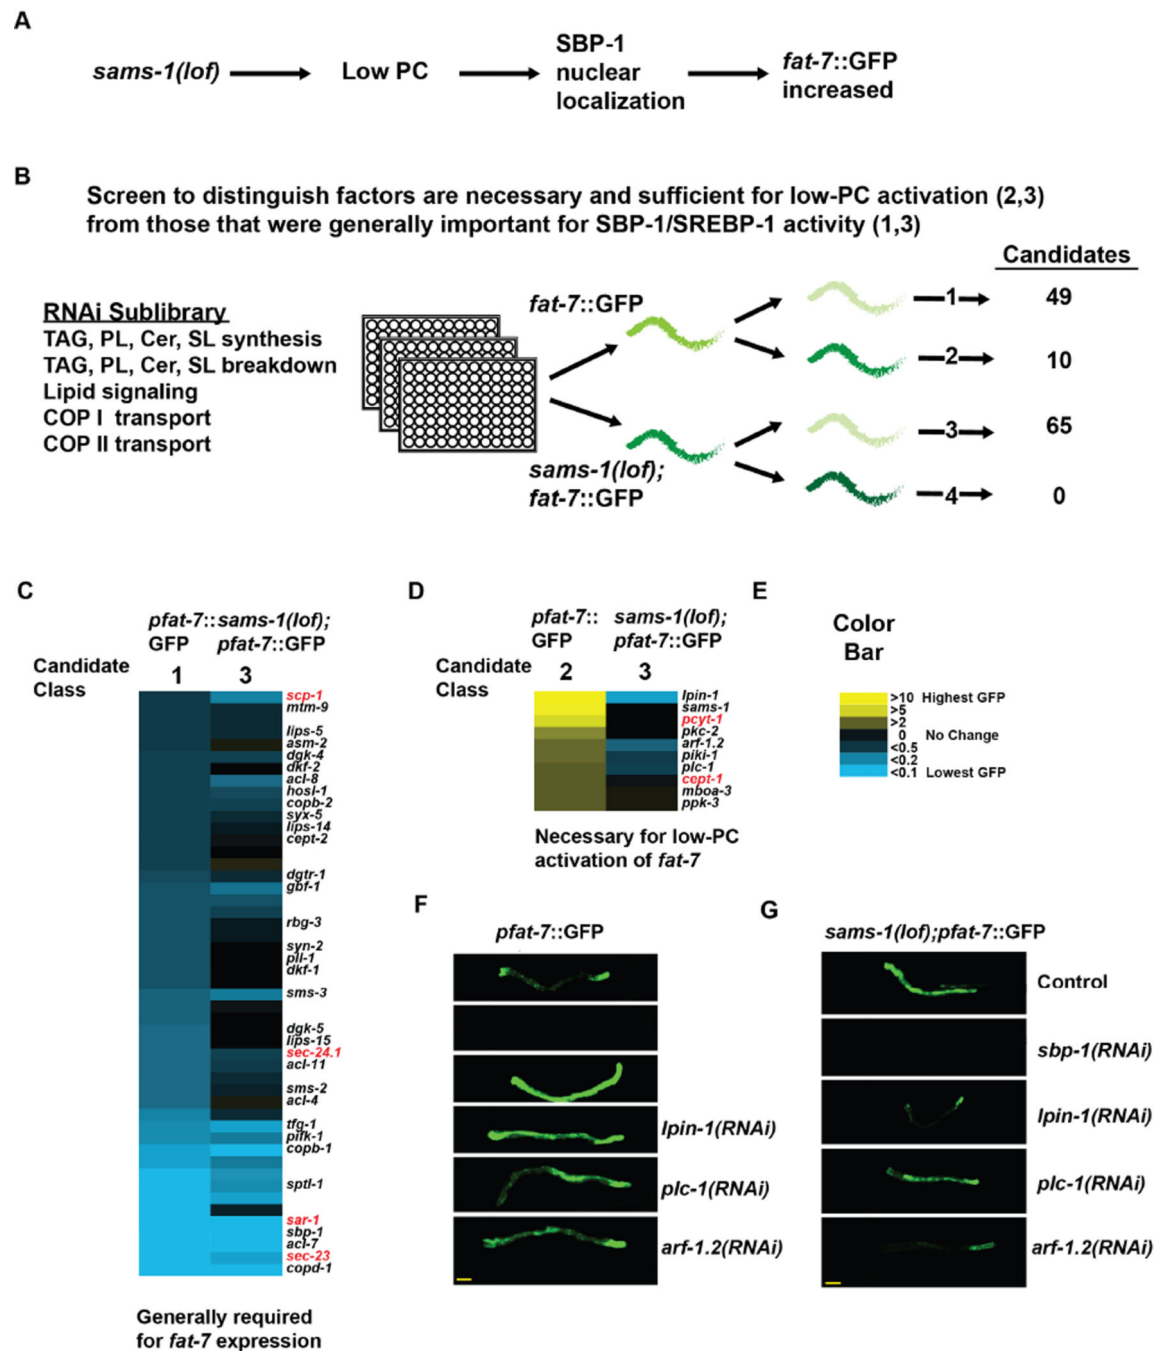 A
sams-1(lof)
Low PC
SBP-1
nuclear
localization
fat-7::GFP
increased
B
Screen to distinguish factors are necessary and sufficient for low-PC activation (2,3)
from those that were generally important for SBP-1/SREBP-1 activity (1,3)
Candidates
RNAi Sublibrary
TAG, PL, Cer, SL synthesis
TAG, PL, Cer, SL breakdown
Lipid signaling
COP I transport
COP II transport
fat-7::GFP
sams-1(lof);
fat-7::GFP
1
49
2
10
3
65
4
0
C
pfat-7::
GFP
sams-1(lof);
pfat-7::GFP
Candidate
Class
1
3
scp-1
mtm-9
lips-5
asm-2
dgk-4
dkf-2
acl-8
hosl-1
copb-2
syx-5
lips-14
cept-2
dgtr-1
gbf-1
rbg-3
syn-2
pll-1
dkf-1
sms-3
dgk-5
lips-15
sec-24.1
acl-11
sms-2
acl-4
tfg-1
pifk-1
copb-1
sptl-1
sar-1
sbp-1
acl-7
sec-23
copd-1
Generally required
for fat-7 expression
D
pfat-7::
GFP
sams-1(lof);
pfat-7::GFP
Candidate
Class
2
3
lpin-1
sams-1
pcyt-1
pkc-2
arf-1.2
piki-1
plc-1
cept-1
mboa-3
ppk-3
Necessary for low-PC
activation of fat-7
E
Color
Bar
>10 Highest GFP
>5
>2
0 No Change
<0.5
<0.2
<0.1 Lowest GFP
F
pfat-7::GFP
lpin-1(RNAi)
plc-1(RNAi)
arf-1.2(RNAi)
G
sams-1(lof);pfat-7::GFP
Control
sbp-1(RNAi)
lpin-1(RNAi)
plc-1(RNAi)
arf-1.2(RNAi)